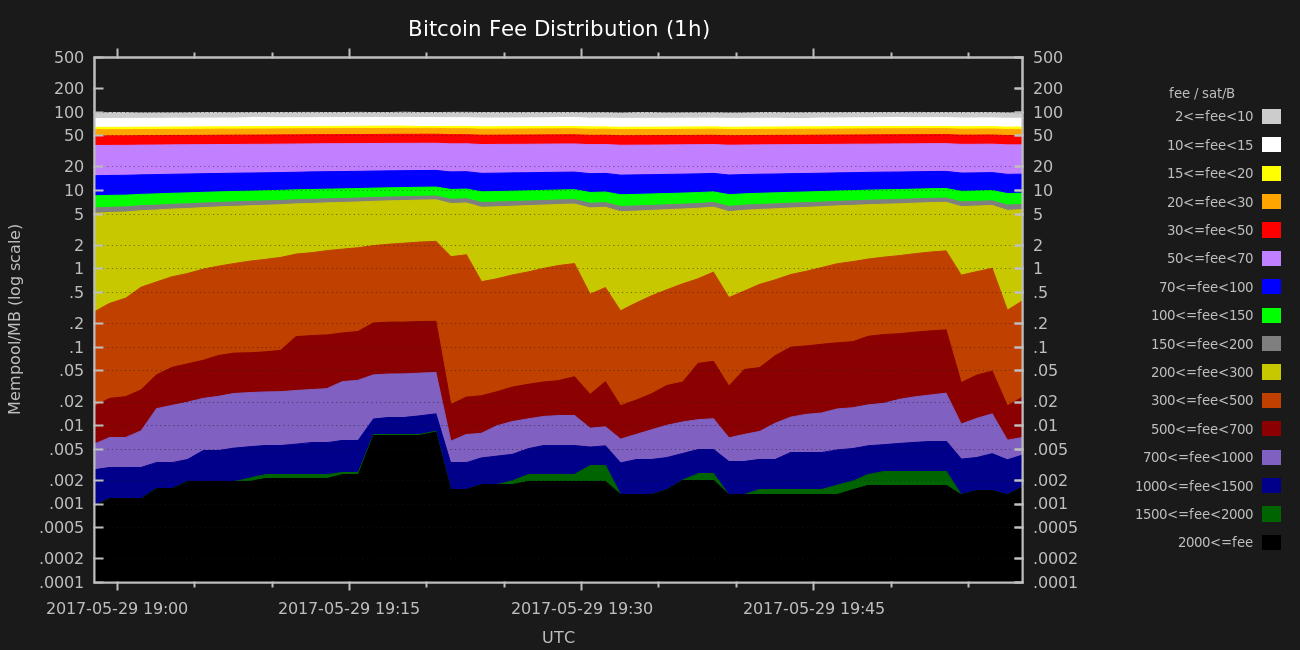 Bitcoin Fee Distribution (1h)
Mempool/MB (log scale)
500
200
100
50
20
10
5
2
1
.5
.2
.1
.05
.02
.01
.005
.002
.001
.0005
.0002
.0001
500
200
100
50
20
10
5
2
1
.5
.2
.1
.05
.02
.01
.005
.002
.001
.0005
.0002
.0001
2017-05-29 19:00
2017-05-29 19:15
2017-05-29 19:30
2017-05-29 19:45
UTC
fee / sat/B
2<=fee<10
10<=fee<15
15<=fee<20
20<=fee<30
30<=fee<50
50<=fee<70
70<=fee<100
100<=fee<150
150<=fee<200
200<=fee<300
300<=fee<500
500<=fee<700
700<=fee<1000
1000<=fee<1500
1500<=fee<2000
2000<=fee